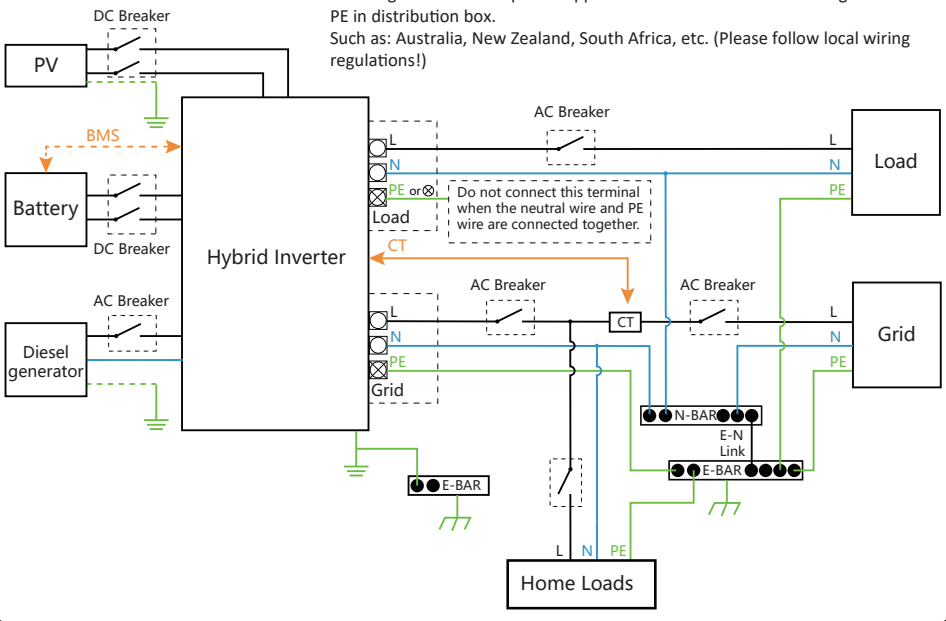 PE in distribution box.
Such as: Australia, New Zealand, South Africa, etc. (Please follow local wiring
regulations!)
DC Breaker
PV
BMS
Battery
DC Breaker
AC Breaker
Diesel
generator
Hybrid Inverter
L
N
PE or
Load
Do not connect this terminal
when the neutral wire and PE
wire are connected together.
AC Breaker
L
N
PE
Load
CT
AC Breaker
CT
AC Breaker
L
N
PE
Grid
L
N
PE
Grid
N-BAR
E-N
Link
E-BAR
E-BAR
L
N
PE
Home Loads